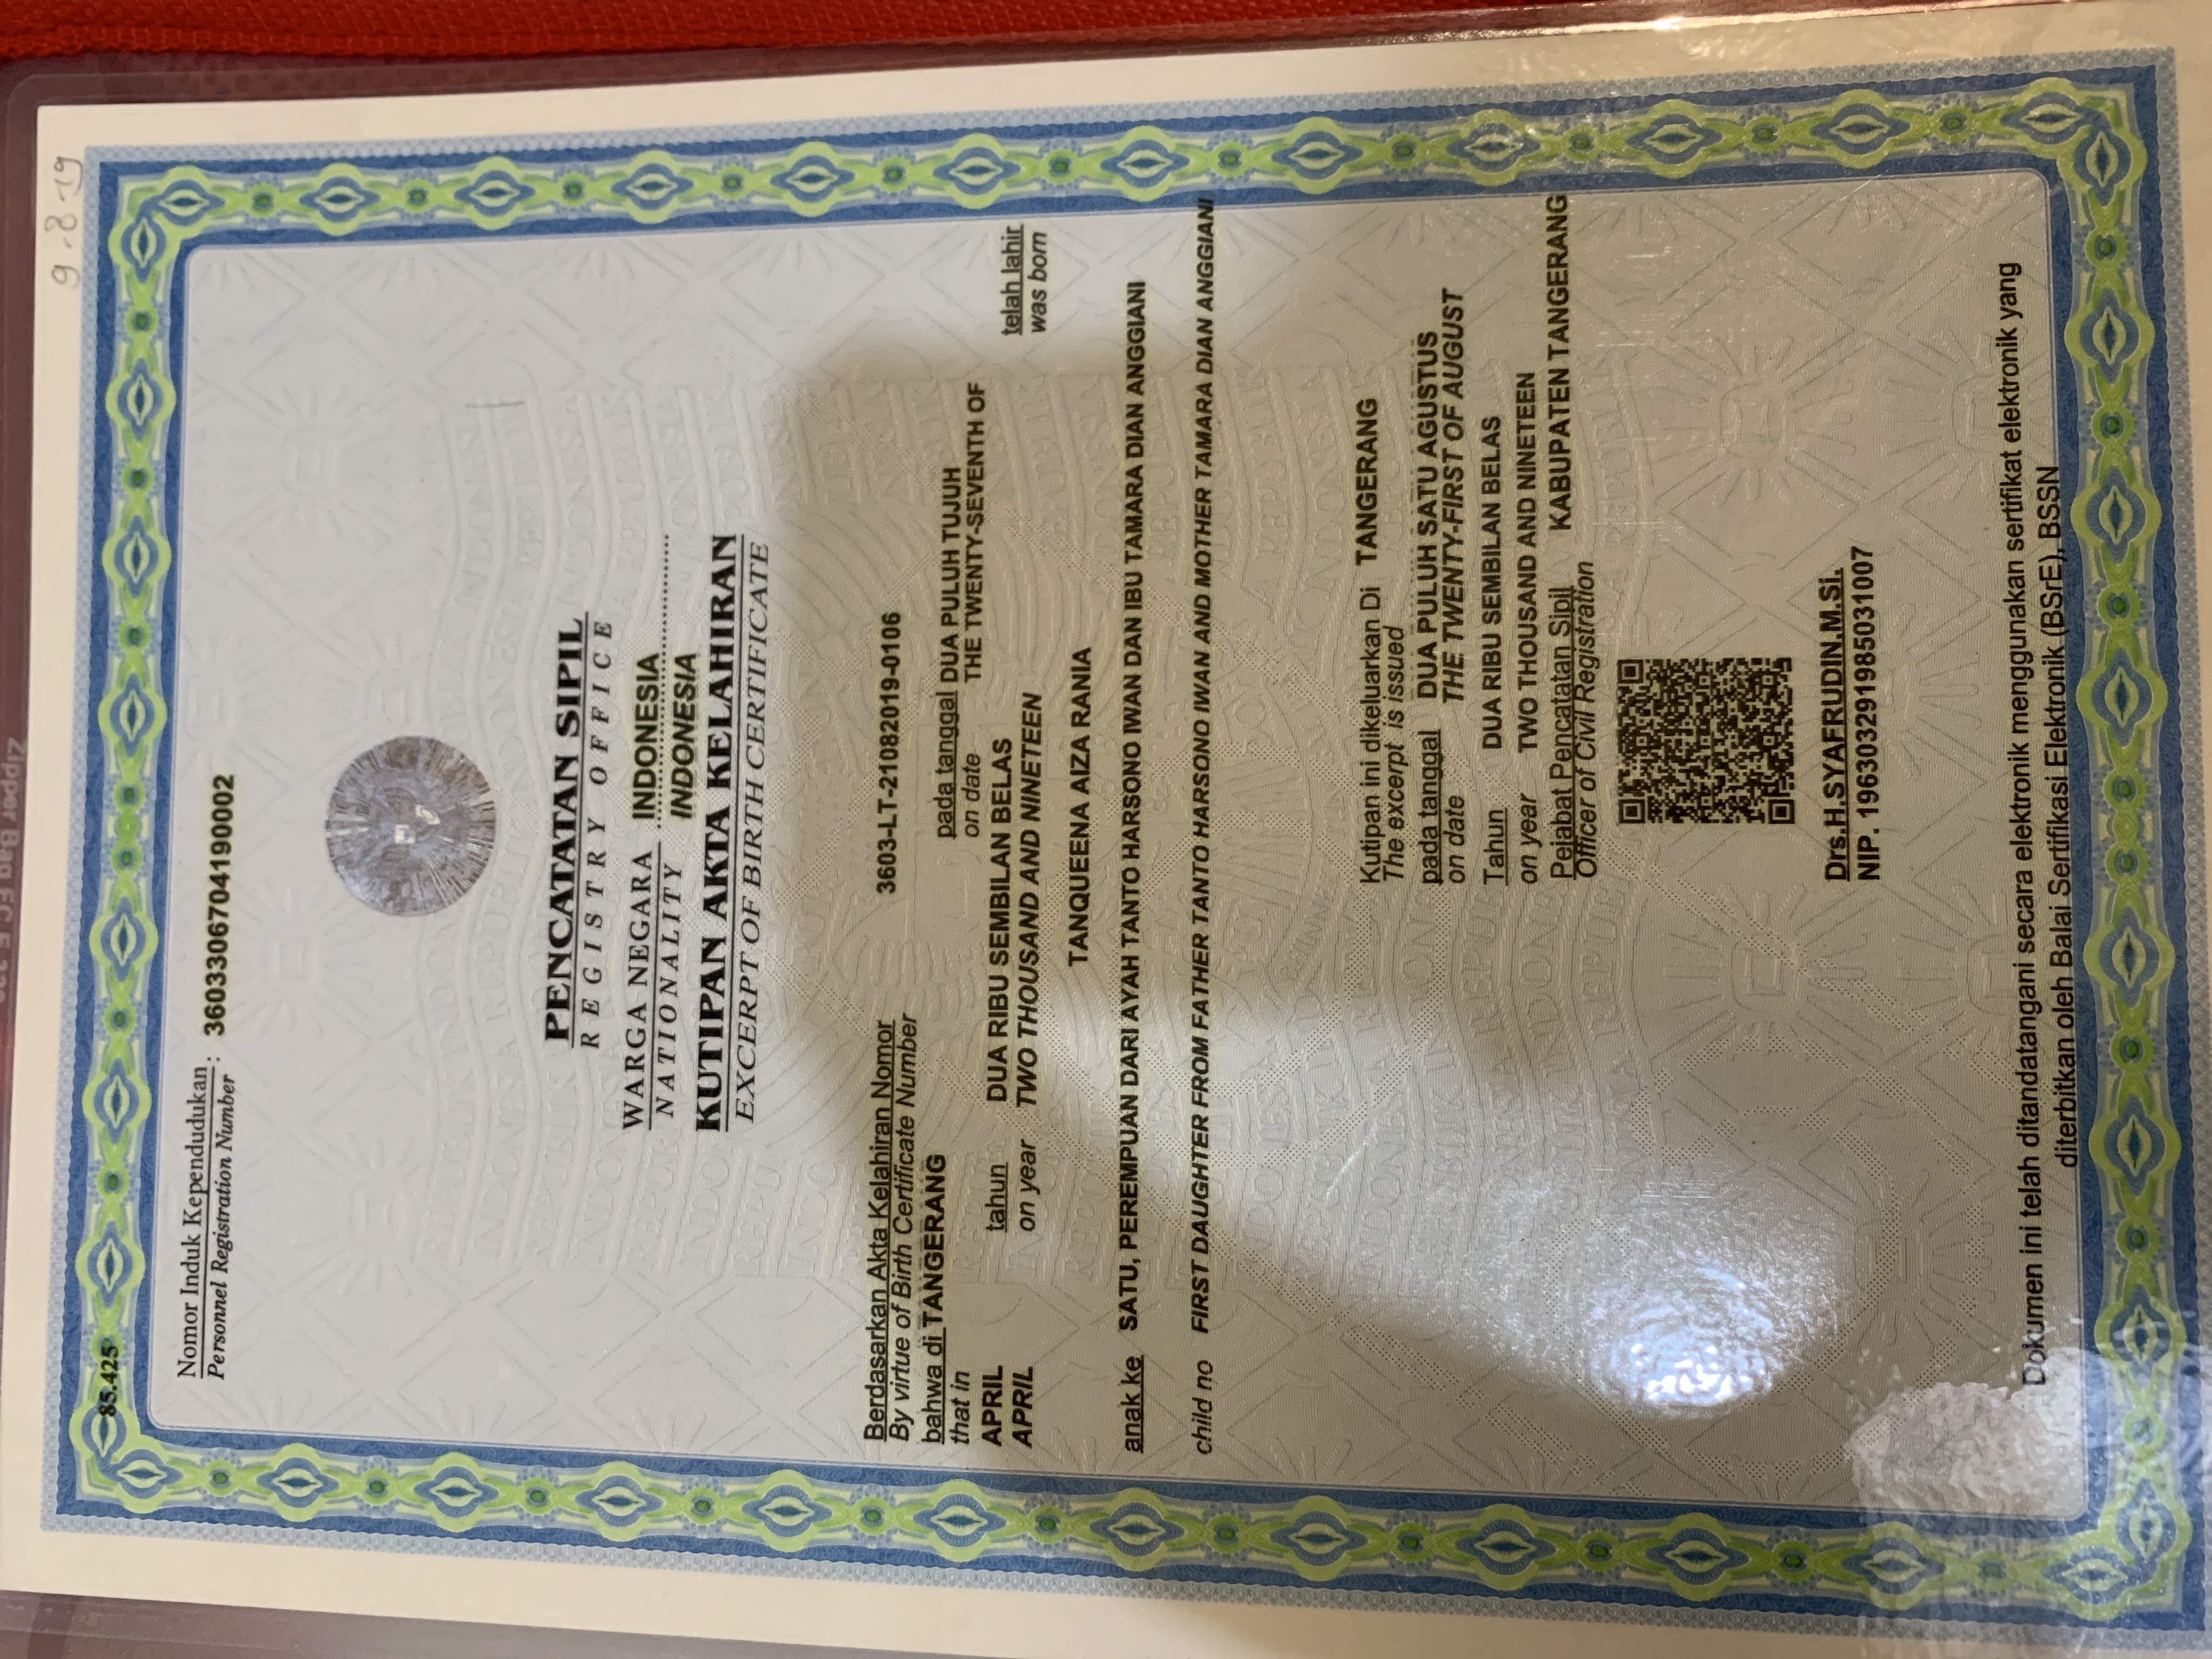 9-8-19
85.425
Nomor Induk Kependudukan : 3603306704190002
Personnel Registration Number
PENCATATAN SIPIL
REGISTRY OFFICE
WARGA NEGARA INDONESIA
NATIONALITY INDONESIA
KUTIPAN AKTA KELAHIRAN
EXCERPT OF BIRTH CERTIFICATE
Berdasarkan Akta Kelahiran Nomor 3603-LT-21082019-0106
By virtue of Birth Certificate Number
bahwa di TANGERANG pada tanggal DUA PULUH TUJUH
that in on date THE TWENTY-SEVENTH OF
APRIL tahun DUA RIBU SEMBILAN BELAS telah lahir
APRIL on year TWO THOUSAND AND NINETEEN was born
TANQUEENA AIZA RANIA
anak ke SATU, PEREMPUAN DARI AYAH TANTO HARSONO IWAN DAN IBU TAMARA DIAN ANGGIANI
child no FIRST DAUGHTER FROM FATHER TANTO HARSONO IWAN AND MOTHER TAMARA DIAN ANGGIANI
Kutipan ini dikeluarkan Di TANGERANG
The excerpt is issued
pada tanggal DUA PULUH SATU AGUSTUS
on date THE TWENTY-FIRST OF AUGUST
Tahun DUA RIBU SEMBILAN BELAS
on year TWO THOUSAND AND NINETEEN
Pejabat Pencatatan Sipil KABUPATEN TANGERANG
Officer of Civil Registration
Drs.H.SYAFRUDIN.M.Si.
NIP. 196303291985031007
Dokumen ini telah ditandatangani secara elektronik menggunakan sertifikat elektronik yang
diterbitkan oleh Balai Sertifikasi Elektronik (BSrE), BSSN